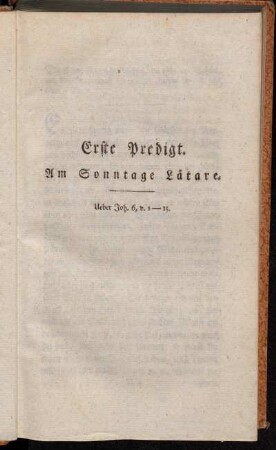 Erste Predigt.
Am Sonntage Lätare.
Ueber Joh. 6, v. 1—15.